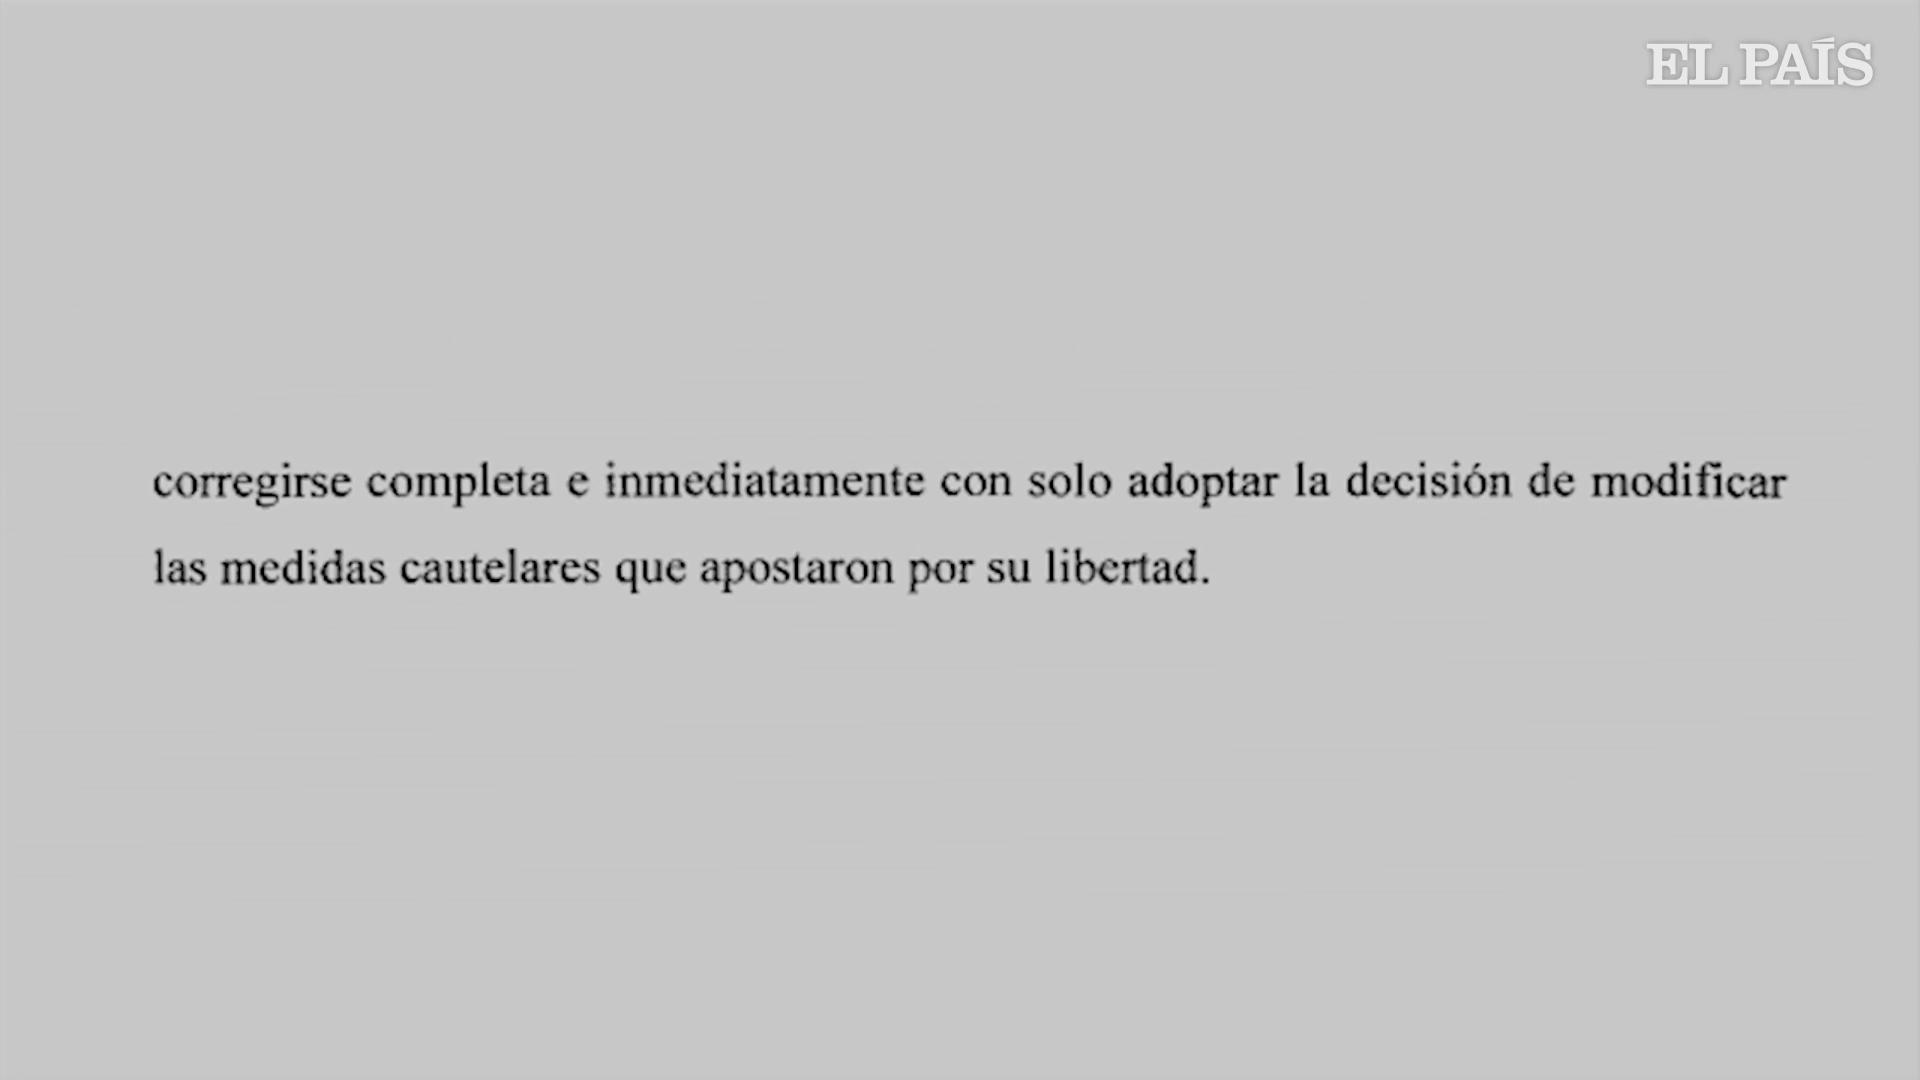 EL PAÍS
corregirse completa e inmediatamente con solo adoptar la decisión de modificar
las medidas cautelares que apostaron por su libertad.